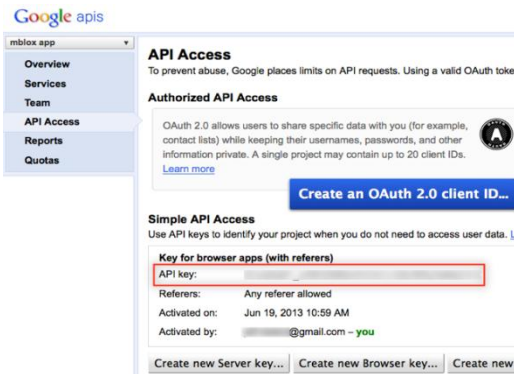 Google apis
mblox app
Overview
Services
Team
API Access
Reports
Quotas
API Access
To prevent abuse, Google places limits on API requests. Using a valid OAuth toke
Authorized API Access
OAuth 2.0 allows users to share specific data with you (for example,
contact lists) while keeping their usernames, passwords, and other
information private. A single project may contain up to 20 client IDs.
Learn more
Create an OAuth 2.0 client ID...
Simple API Access
Use API keys to identify your project when you do not need to access user data. L
Key for browser apps (with referers)
API key:
Referers: Any referer allowed
Activated on: Jun 19, 2013 10:59 AM
Activated by: @gmail.com – you
Create new Server key... Create new Browser key... Create new